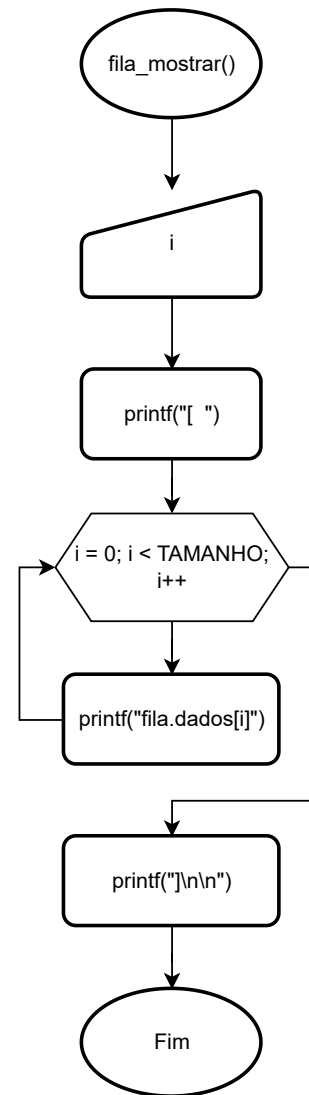 fila_mostrar()
i
printf("[  ")
i = 0; i < TAMANHO;
i++
printf("fila.dados[i]")
printf("]\n\n")
Fim